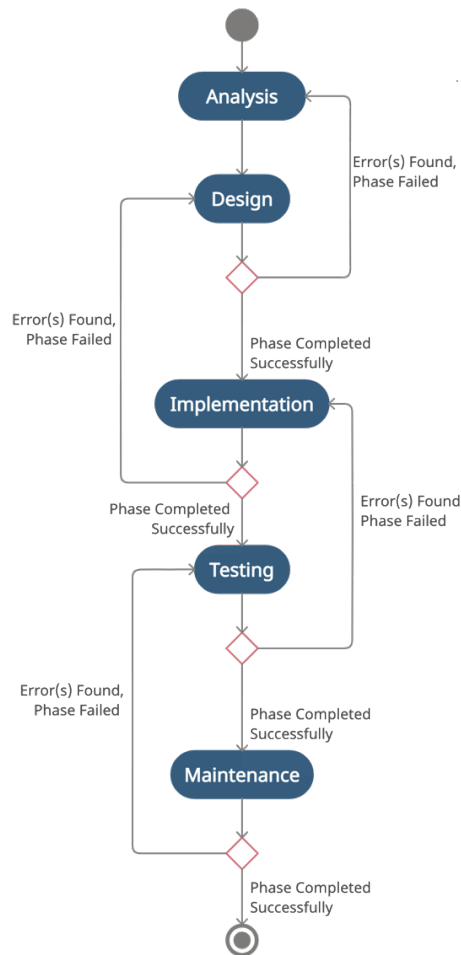 Analysis
Error(s) Found,
Phase Failed
Design
Error(s) Found,
Phase Failed
Phase Completed
Successfully
Implementation
Error(s) Found
Phase Failed
Phase Completed
Successfully
Testing
Error(s) Found,
Phase Failed
Phase Completed
Successfully
Maintenance
Phase Completed
Successfully